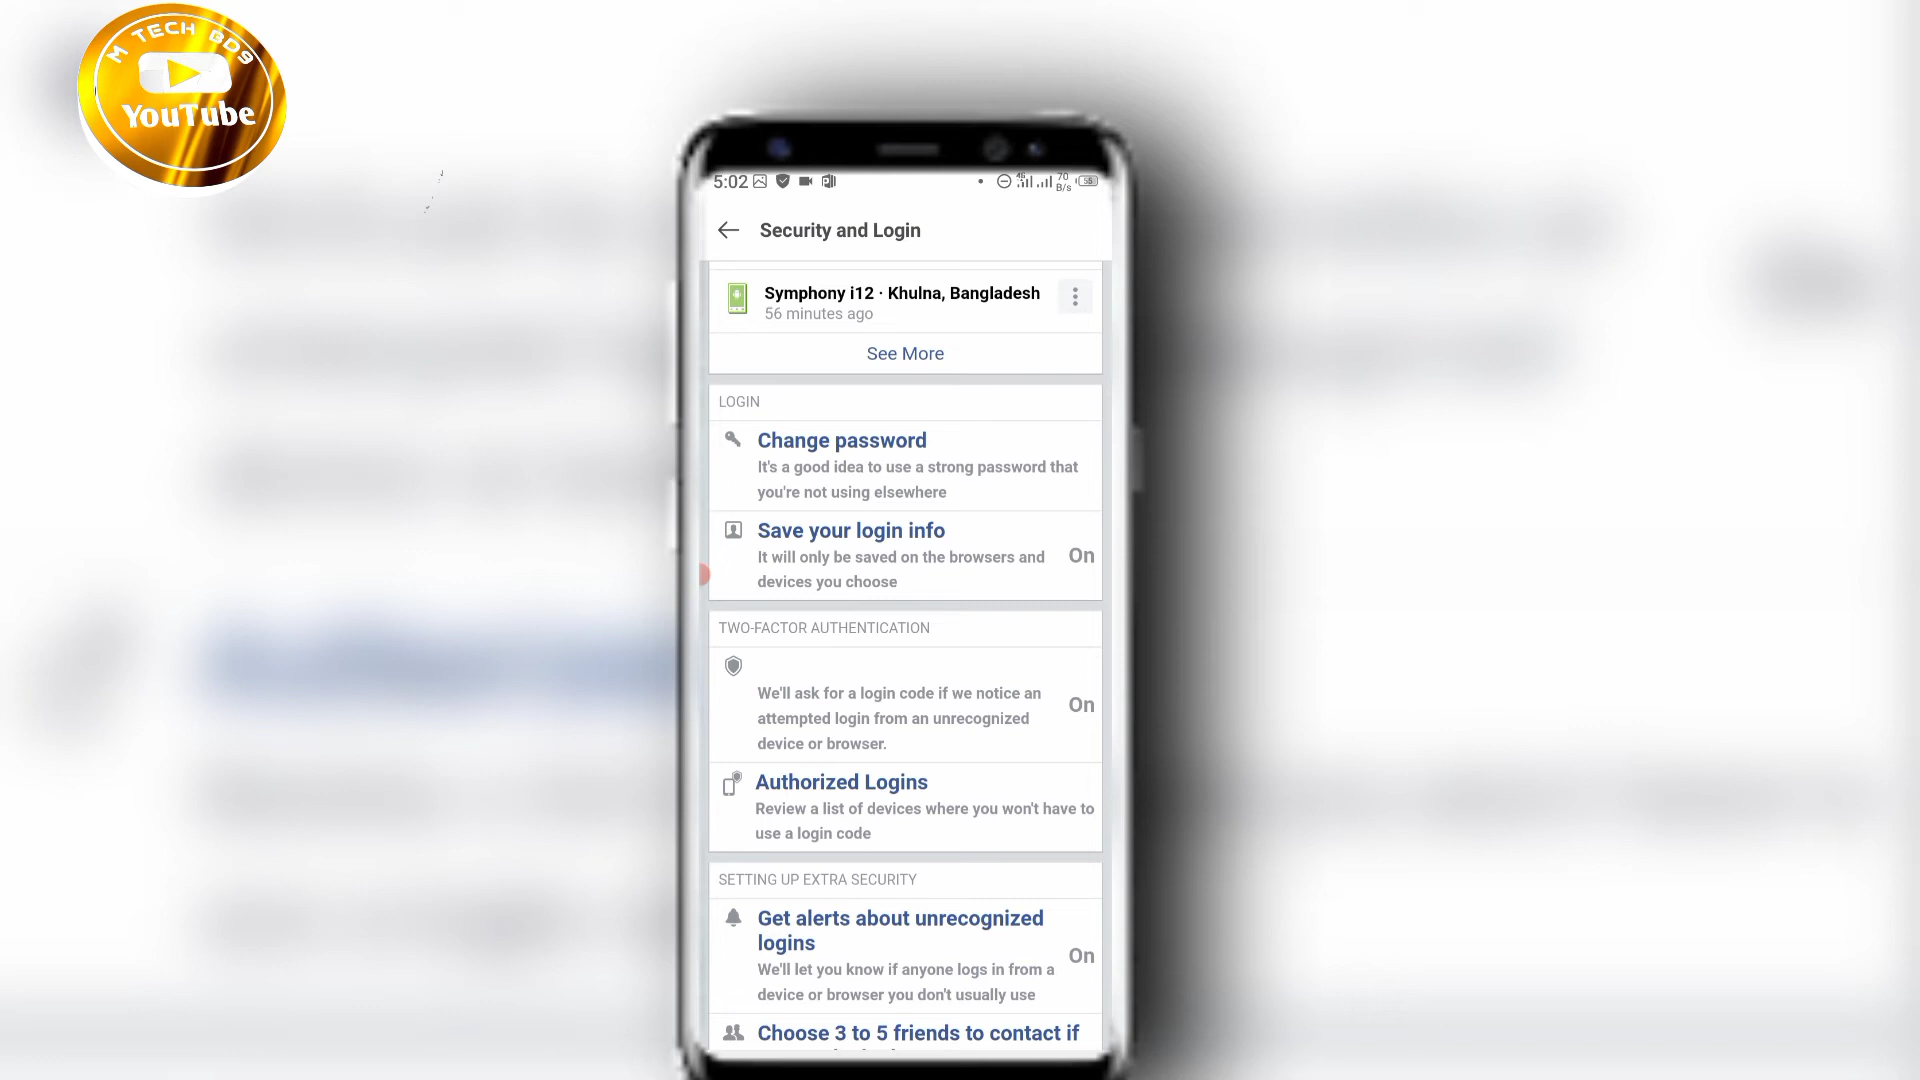 M TECH BD9
YouTube
5:02
4G
70
B/s
55
Security and Login
Symphony i12 · Khulna, Bangladesh
56 minutes ago
See More
LOGIN
Change password
It's a good idea to use a strong password that
you're not using elsewhere
Save your login info
It will only be saved on the browsers and
devices you choose
On
TWO-FACTOR AUTHENTICATION
We'll ask for a login code if we notice an
attempted login from an unrecognized
device or browser.
On
Authorized Logins
Review a list of devices where you won't have to
use a login code
SETTING UP EXTRA SECURITY
Get alerts about unrecognized
logins
On
We'll let you know if anyone logs in from a
device or browser you don't usually use
Choose 3 to 5 friends to contact if